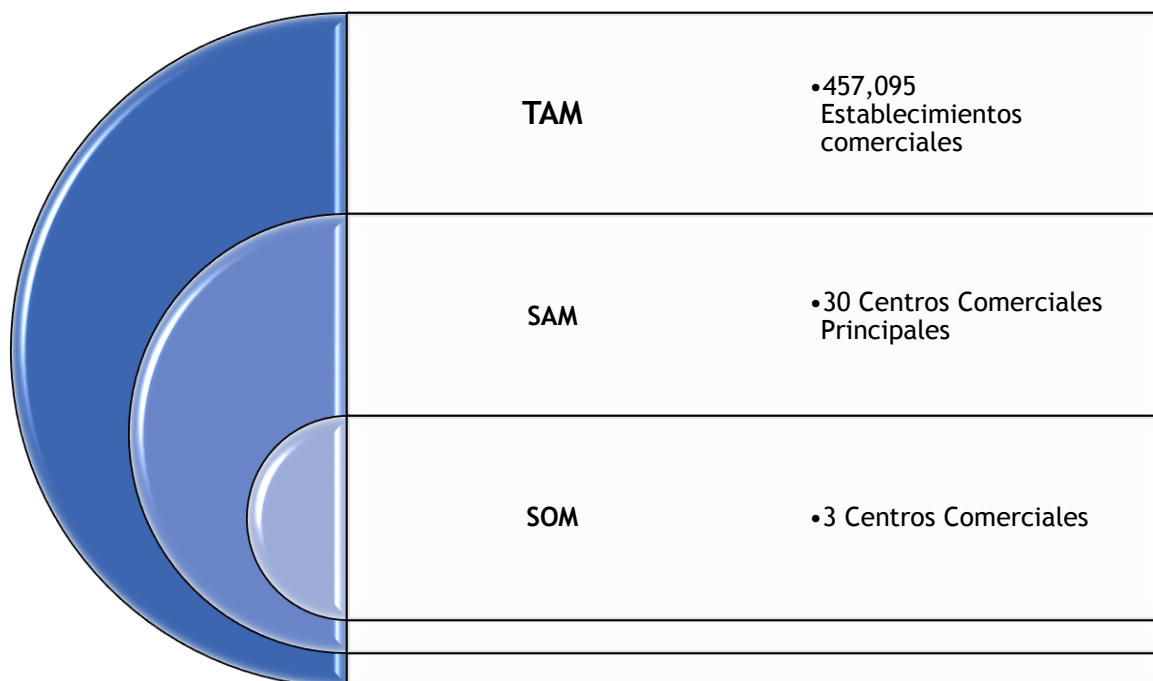 TAM
•457,095
Establecimientos
comerciales
SAM
•30 Centros Comerciales
Principales
SOM
•3 Centros Comerciales